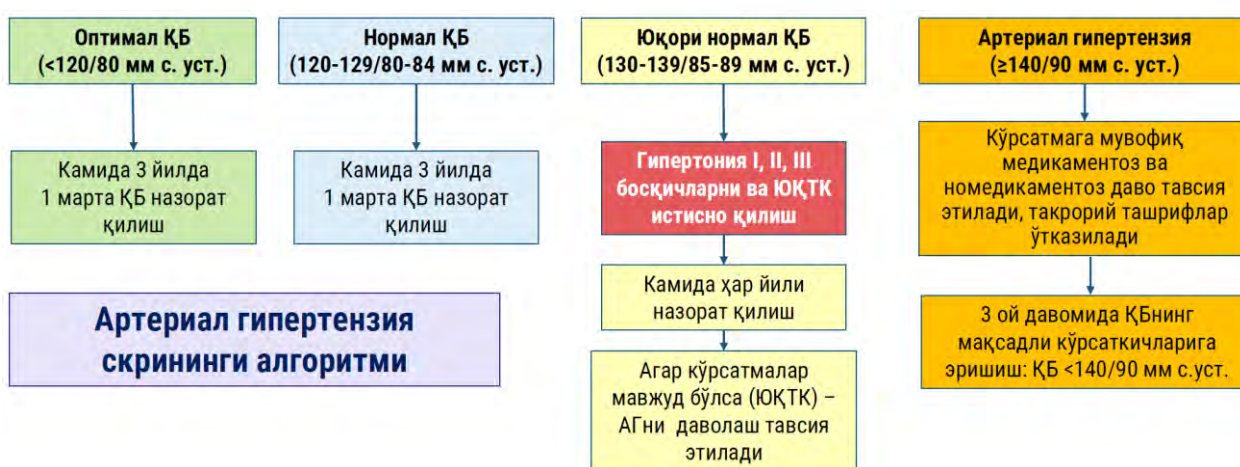 Оптимал ҚБ
(<120/80 мм с. уст.)
Камида 3 йилда
1 марта ҚБ назорат
қилиш
Нормал ҚБ
(120-129/80-84 мм с. уст.)
Камида 3 йилда
1 марта ҚБ назорат
қилиш
Юқори нормал ҚБ
(130-139/85-89 мм с. уст.)
Гипертония I, II, III
босқичларни ва ЮҚТК
истисно қилиш
Камида ҳар йили
назорат қилиш
Агар кўрсатмалар
мавжуд бўлса (ЮҚТК) –
АГни даволаш тавсия
этилади
Артериал гипертензия
(≥140/90 мм с. уст.)
Кўрсатмага мувофиқ
медикаментоз ва
номедикаментоз даво тавсия
этилади, такрорий ташрифлар
ўтказилади
3 ой давомида ҚБнинг
мақсадли кўрсаткичларига
эришиш: ҚБ <140/90 мм с.уст.
Артериал гипертензия
скрининги алгоритми